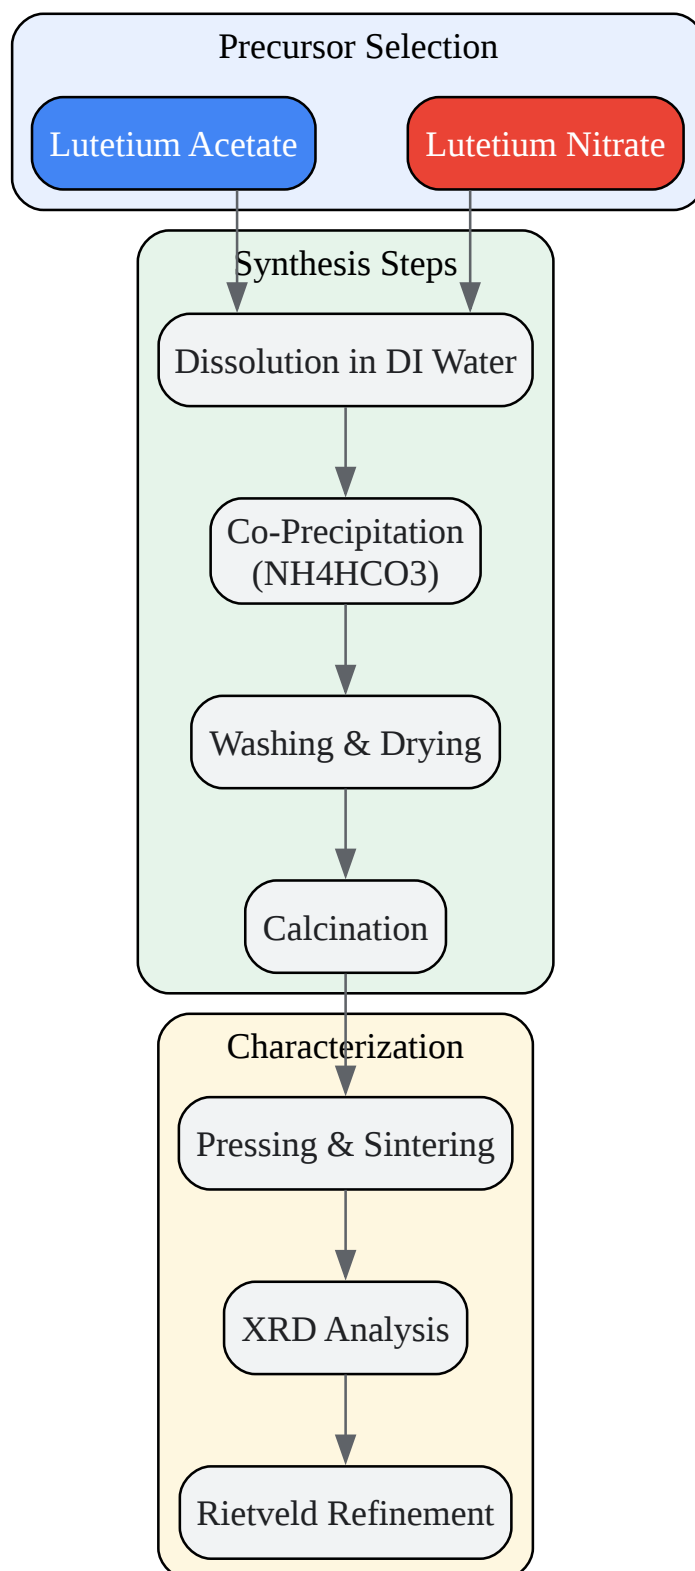 Precursor Selection
Lutetium Acetate
Lutetium Nitrate
Synthesis Steps
Dissolution in DI Water
Co-Precipitation
(NH4HCO3)
Washing & Drying
Calcination
Characterization
Pressing & Sintering
XRD Analysis
Rietveld Refinement